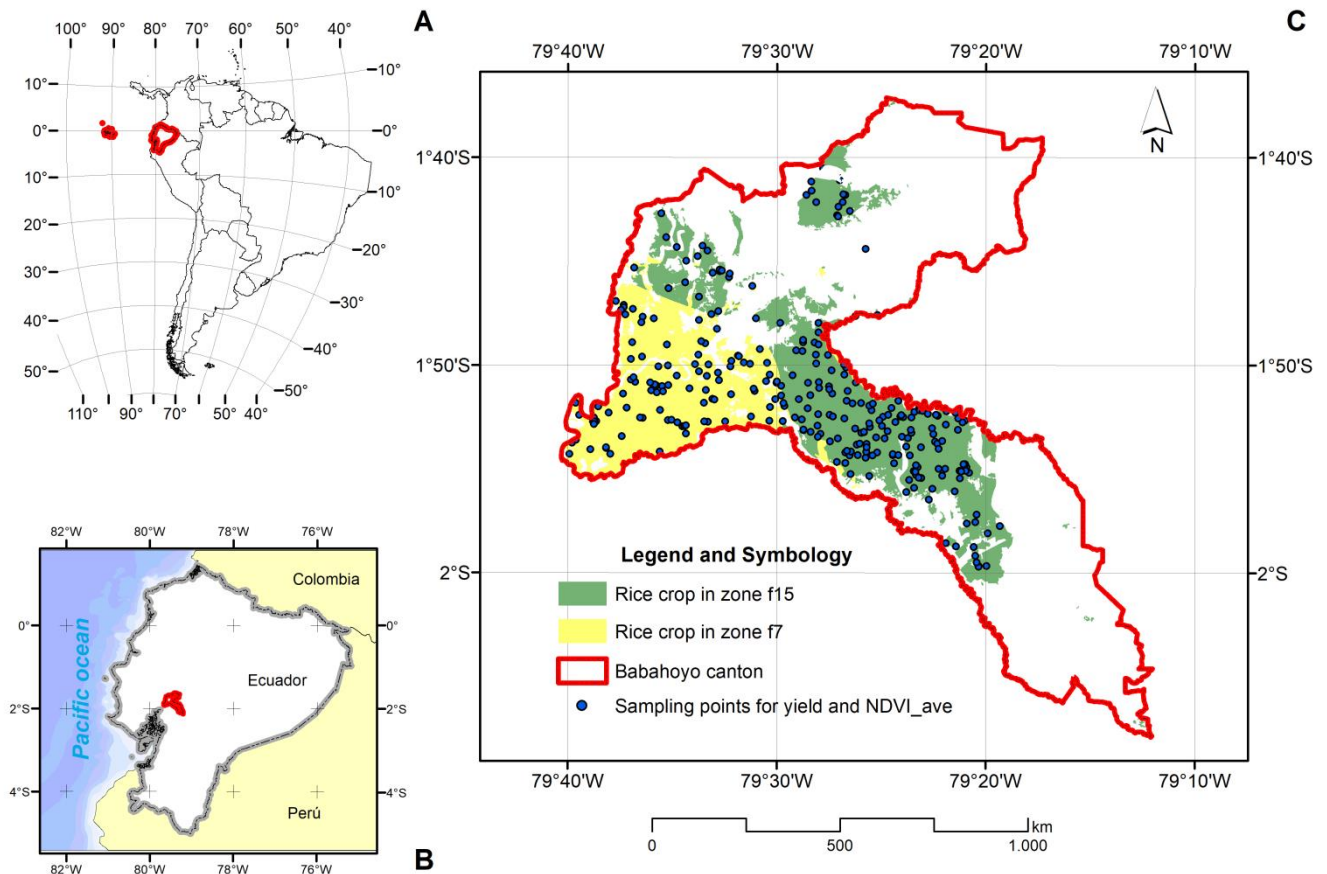 A
100° 90° 80° 70° 60° 50° 40°
10° 10°
0° 0°
10° 10°
20° 20°
30° 30°
40° 40°
50° 50°
110° 90° 80° 70° 60° 40°
B
82°W 80°W 78°W 76°W
Colombia
0° 0°
Ecuador
2°S 2°S
Pacific ocean
4°S 4°S
Perú
82°W 80°W 78°W 76°W
C
79°40'W 79°30'W 79°20'W 79°10'W
N
1°40'S 1°40'S
1°50'S 1°50'S
2°S 2°S
Legend and Symbology
Rice crop in zone f15
Rice crop in zone f7
Babahoyo canton
Sampling points for yield and NDVI_ave
79°40'W 79°30'W 79°20'W 79°10'W
km
0 500 1.000